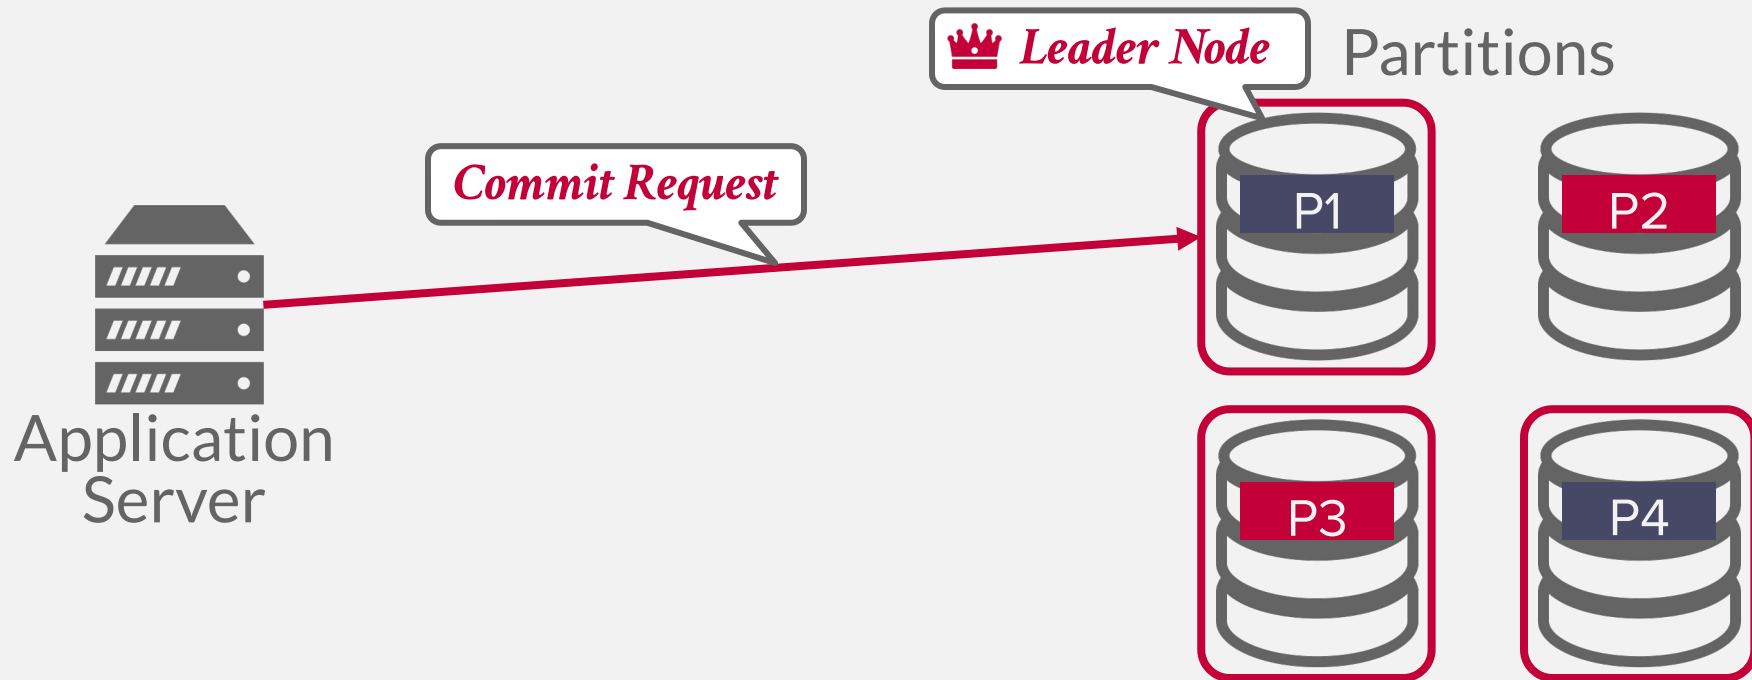 Leader Node
Partitions
Commit Request
P1
P2
Application
Server
P3
P4